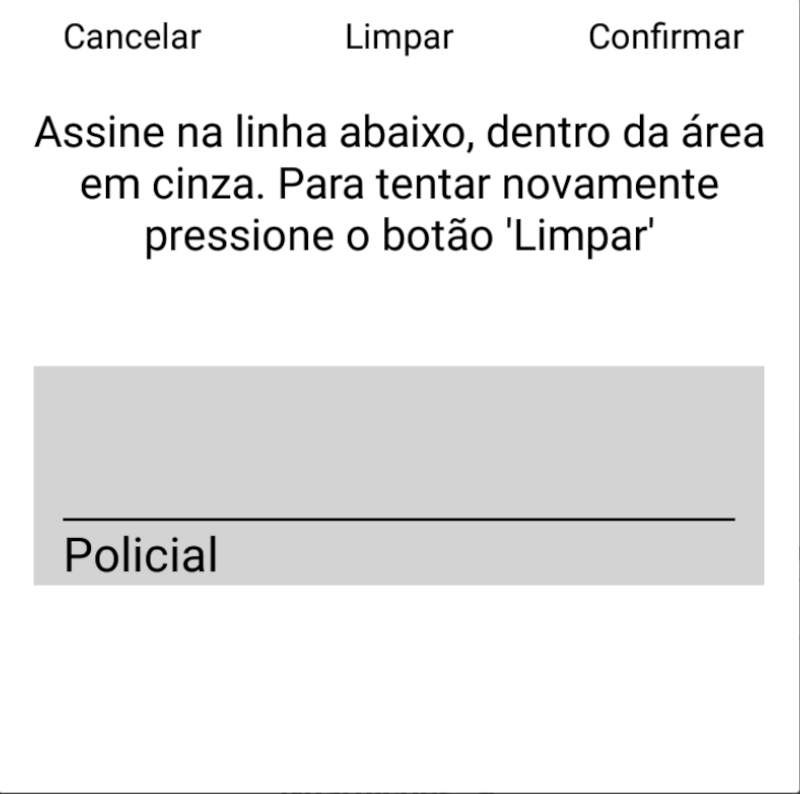 Cancelar Limpar Confirmar
Assine na linha abaixo, dentro da área
em cinza. Para tentar novamente
pressione o botão 'Limpar'
Policial